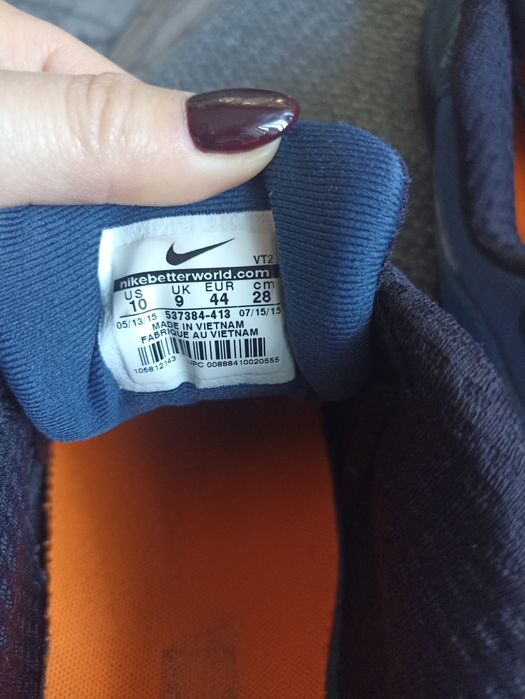 VT2
nikebetterworld.com
US UK EUR cm
10 9 44 28
05/13/15 537384-413 07/15/15
MADE IN VIETNAM
FABRIQUE AU VIETNAM
105812143 UPC 00888410020555